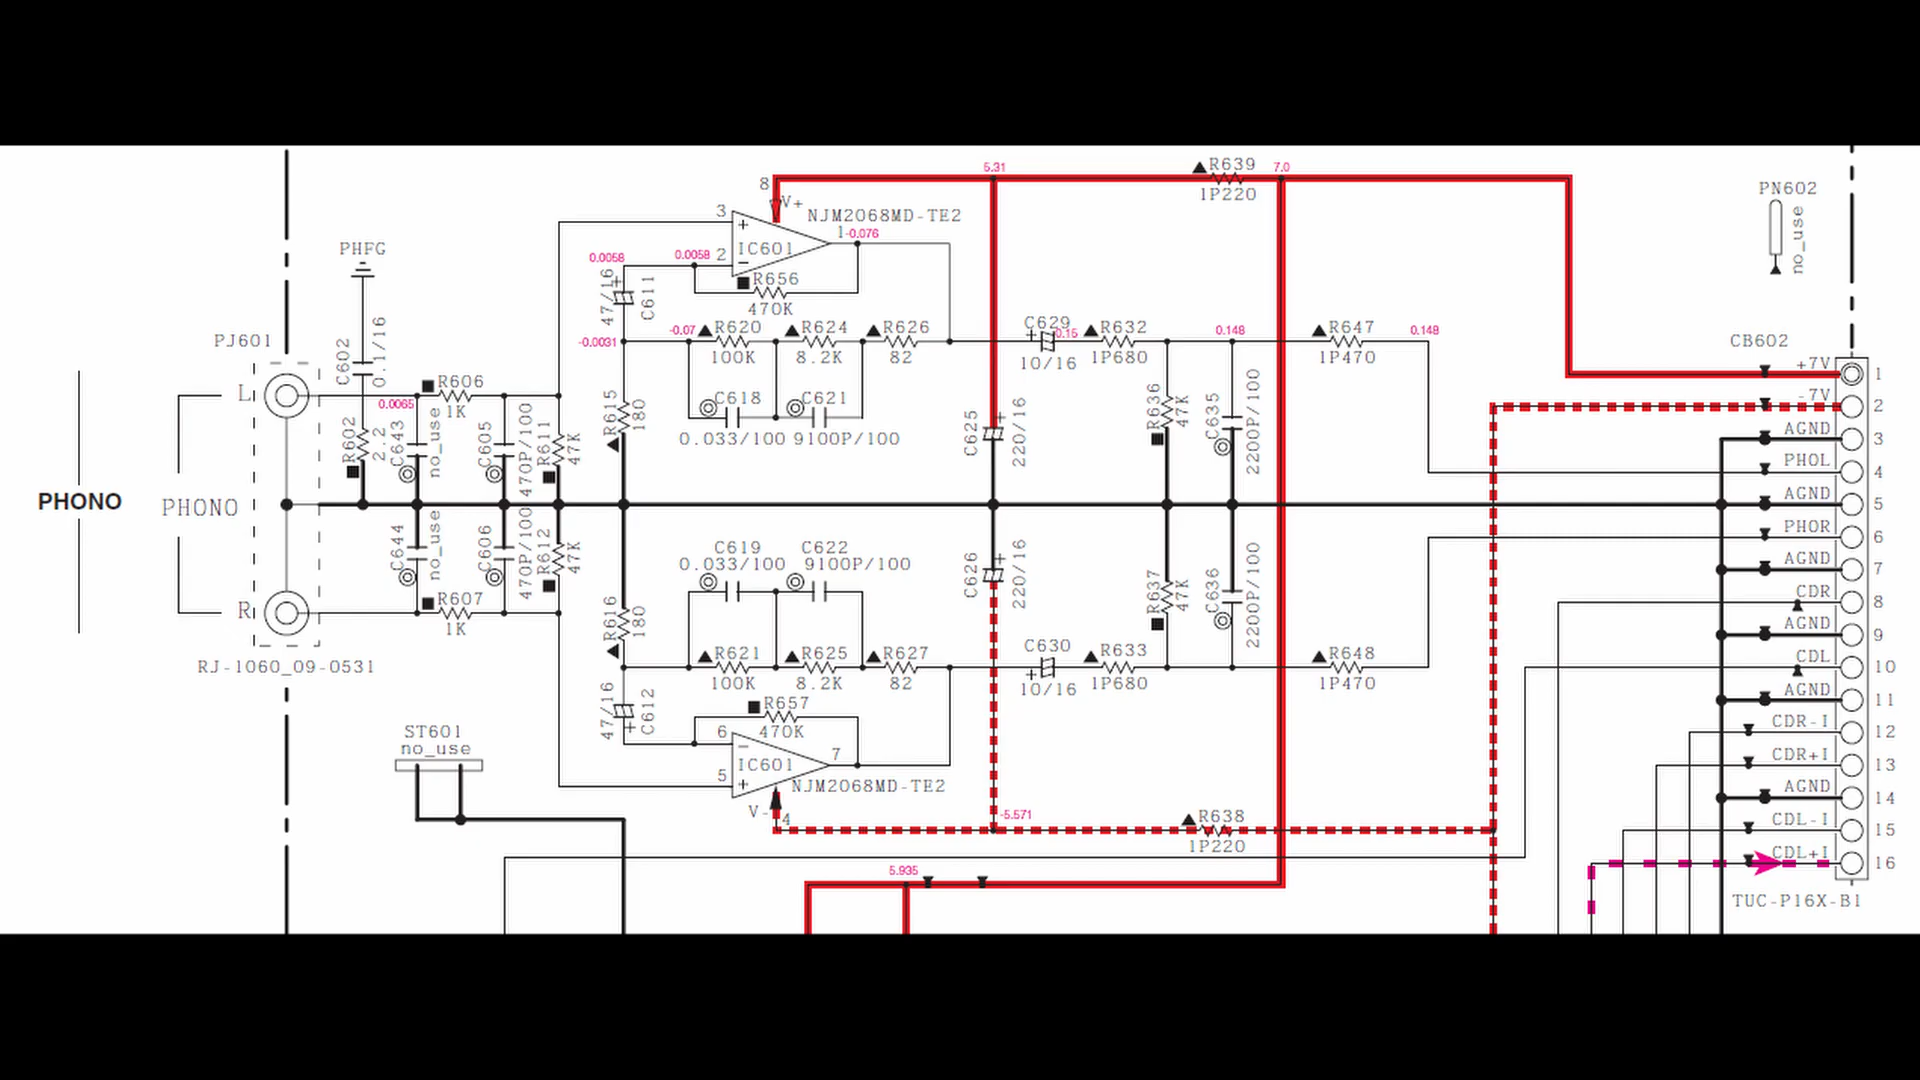 5.31
R639
7.0
1P220
8
V+
3
NJM2068MD-TE2
1
-0.076
+
IC601
2
−
0.0058
0.0058
R656
470K
PN602
no_use
PHFG
47/16
+
C611
C602
0.1/16
PJ601
-0.0031
-0.07
R620
R624
R626
100K
8.2K
82
C629
0.15
+
10/16
R632
1P680
0.148
R647
1P470
0.148
CB602
+7V
1
-7V
2
AGND
3
PHOL
4
AGND
5
PHOR
6
AGND
7
CDR
8
AGND
9
CDL
10
AGND
11
CDR-I
12
CDR+I
13
AGND
14
CDL-I
15
CDL+I
16
TUC-P16X-B1
L
0.0065
R606
1K
R602
2.2
C643
no_use
C605
470P/100
R611
47K
R615
180
C618
C621
0.033/100
9100P/100
C625
+
220/16
R636
47K
C635
2200P/100
PHONO
PHONO
C644
no_use
C606
470P/100
R612
47K
R607
1K
R
RJ-1060_09-0531
R616
180
C619
C622
0.033/100
9100P/100
C626
+
220/16
R637
47K
C636
2200P/100
R621
R625
R627
100K
8.2K
82
C630
+
10/16
R633
1P680
R648
1P470
47/16
+
C612
R657
470K
6
−
IC601
7
5
+
NJM2068MD-TE2
V-
4
-5.571
R638
1P220
ST601
no_use
5.935